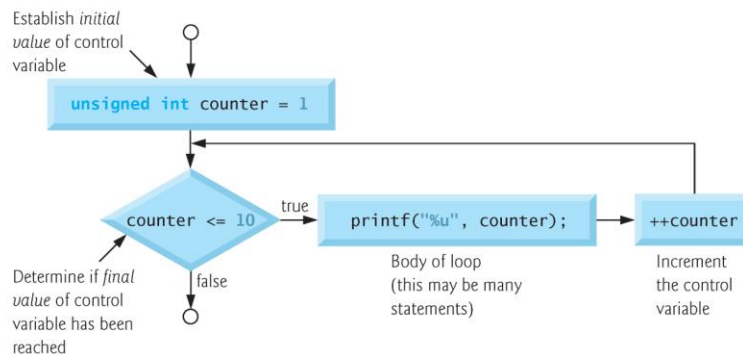 Establish initial
value of control
variable
unsigned int counter = 1
counter <= 10
true
printf("%u", counter);
++counter
false
Determine if final
value of control
variable has been
reached
Body of loop
(this may be many
statements)
Increment
the control
variable